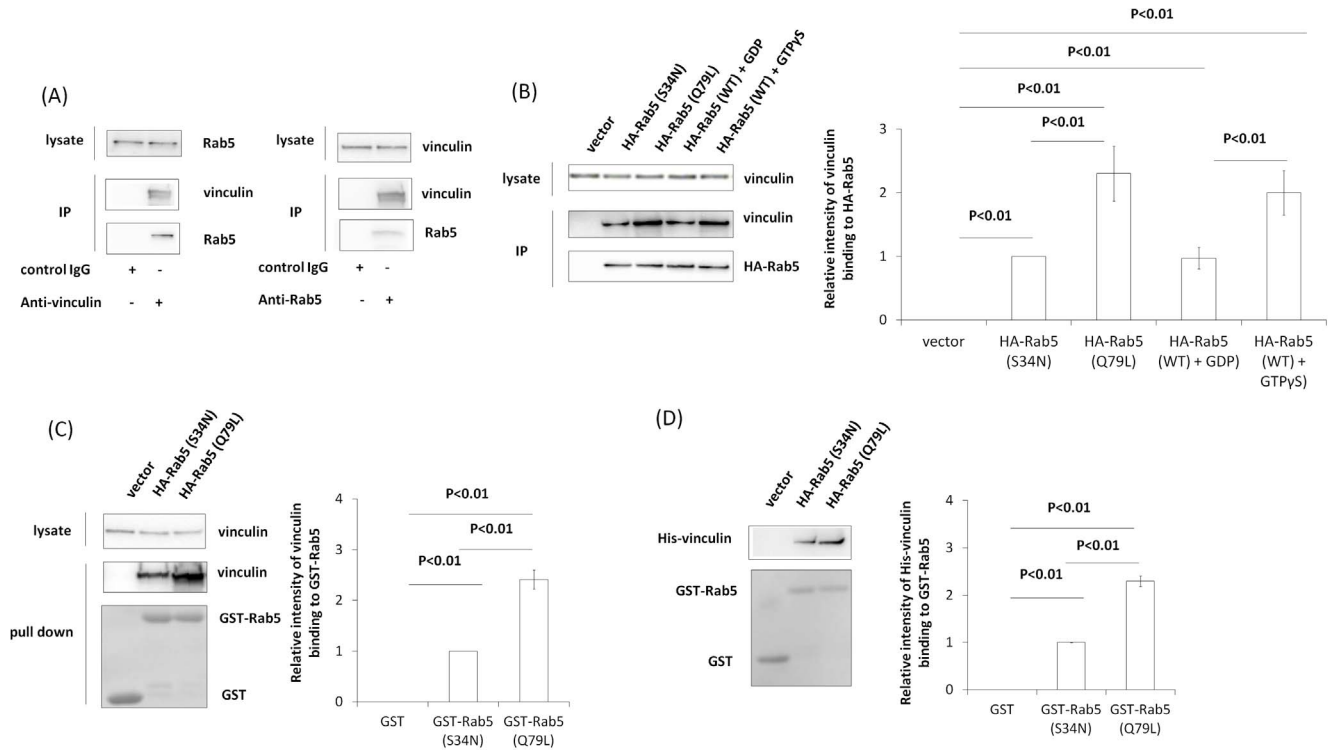 (A)
lysate
Rab5
IP
vinculin
Rab5
control IgG
+
-
Anti-vinculin
-
+
lysate
vinculin
IP
vinculin
Rab5
control IgG
+
-
Anti-Rab5
-
+
(B)
vector
HA-Rab5 (S34N)
HA-Rab5 (Q79L)
HA-Rab5 (WT) + GDP
HA-Rab5 (WT) + GTPγS
lysate
vinculin
IP
vinculin
HA-Rab5
Relative intensity of vinculin
binding to HA-Rab5
P<0.01
P<0.01
P<0.01
P<0.01
P<0.01
P<0.01
3
2
1
0
vector
HA-Rab5
(S34N)
HA-Rab5
(Q79L)
HA-Rab5
(WT) + GDP)
HA-Rab5
(WT) +
GTPγS)
(C)
vector
HA-Rab5 (S34N)
HA-Rab5 (Q79L)
lysate
vinculin
pull down
vinculin
GST-Rab5
GST
Relative intensity of vinculin
binding to GST-Rab5
P<0.01
P<0.01
P<0.01
4
3
2
1
0
GST
GST-Rab5
(S34N)
GST-Rab5
(Q79L)
(D)
vector
HA-Rab5 (S34N)
HA-Rab5 (Q79L)
His-vinculin
GST-Rab5
GST
Relative intensity of His-vinculin
binding to GST-Rab5
P<0.01
P<0.01
P<0.01
4
3
2
1
0
GST
GST-Rab5
(S34N)
GST-Rab5
(Q79L)